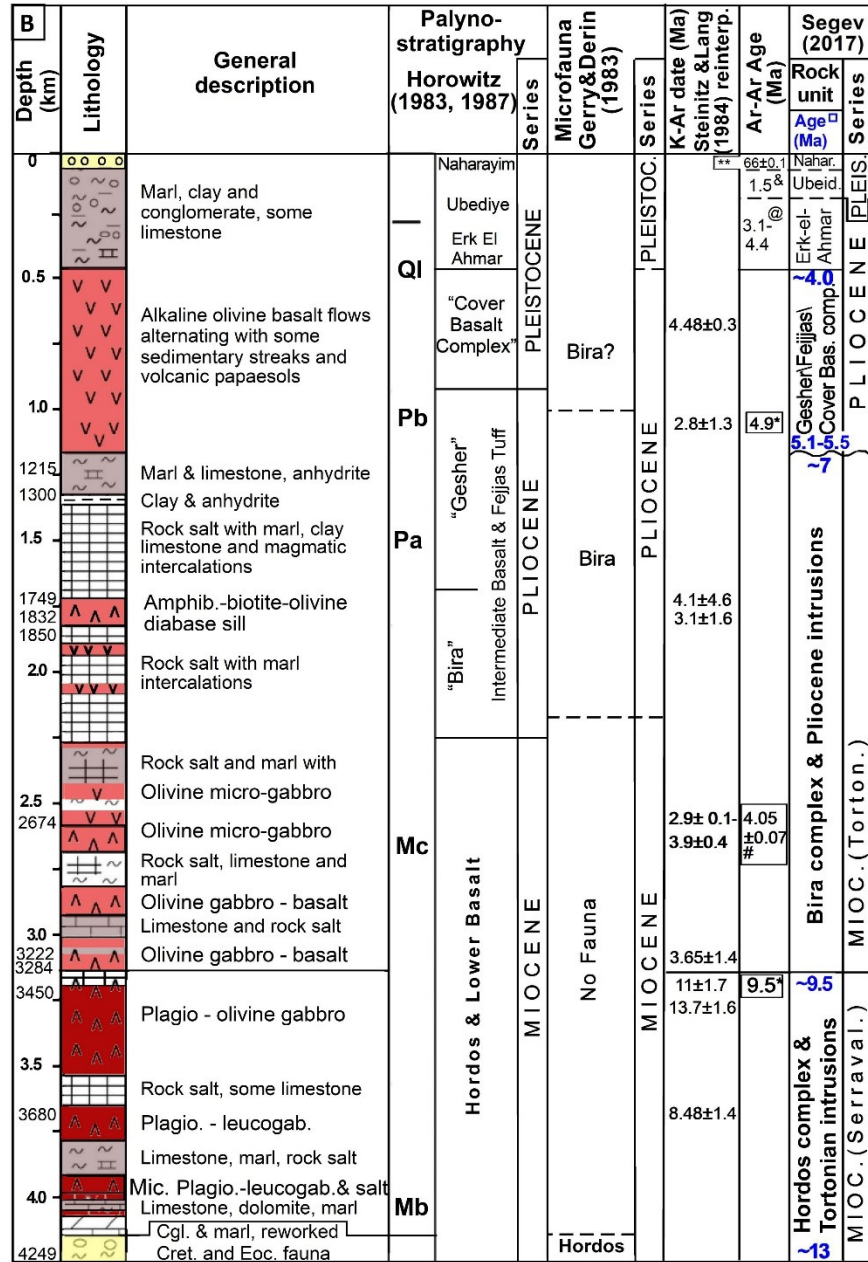 B
Depth (km)
Lithology
General description
Palyno-stratigraphy
Horowitz (1983, 1987)
Series
Microfauna Gerry&Derin (1983)
Series
K-Ar date (Ma) Steinitz &Lang (1984) reinterp.
Ar-Ar Age (Ma)
Segev (2017)
Rock unit
Age□ (Ma)
Series
0
0.5
1.0
1215
1300
1.5
1749
1832
1850
2.0
2.5
2674
3.0
3222
3284
3450
3.5
3680
4.0
4249
Marl, clay and
conglomerate, some
limestone
Alkaline olivine basalt flows
alternating with some
sedimentary streaks and
volcanic papaesols
Marl & limestone, anhydrite
Clay & anhydrite
Rock salt with marl, clay
limestone and magmatic
intercalations
Amphib.-biotite-olivine
diabase sill
Rock salt with marl
intercalations
Rock salt and marl with
Olivine micro-gabbro
Olivine micro-gabbro
Rock salt, limestone and
marl
Olivine gabbro - basalt
Limestone and rock salt
Olivine gabbro - basalt
Plagio - olivine gabbro
Rock salt, some limestone
Plagio. - leucogab.
Limestone, marl, rock salt
Mic. Plagio.-leucogab.& salt
Limestone, dolomite, marl
Cgl. & marl, reworked
Cret. and Eoc. fauna
Ql
Pb
Pa
Mc
Mb
Naharayim
Ubediye
Erk El
Ahmar
"Cover
Basalt
Complex"
"Gesher"
"Bira"
Intermediate Basalt & Fejjas Tuff
Hordos & Lower Basalt
PLEISTOCENE
PLIOCENE
MIOCENE
Bira?
Bira
No Fauna
Hordos
PLEISTOC.
PLIOCENE
MIOCENE
4.48±0.3
2.8±1.3
4.1±4.6
3.1±1.6
2.9± 0.1-
3.9±0.4
3.65±1.4
11±1.7
13.7±1.6
8.48±1.4
**
66±0.1
1.5&
3.1-@
4.4
4.9*
4.05
±0.07
#
9.5*
Nahar.
Ubeid.
Erk-el-
Ahmar
~4.0
Gesher\Feijjas\
Cover Bas. comp.
5.1-5.5
~7
Bira complex & Pliocene intrusions
~9.5
Hordos complex &
Tortonian intrusions
~13
PLEIS.
PLIOCENE
MIOC.(Torton.)
MIOC.(Serraval.)